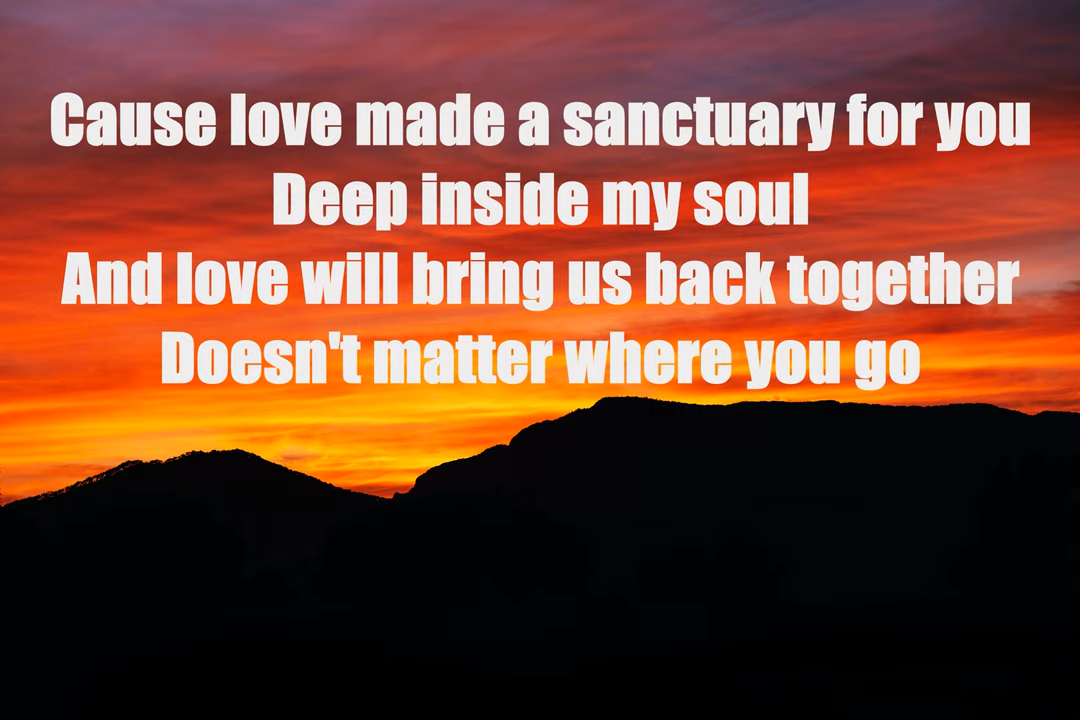 Cause love made a sanctuary for you
Deep inside my soul
And love will bring us back together
Doesn't matter where you go